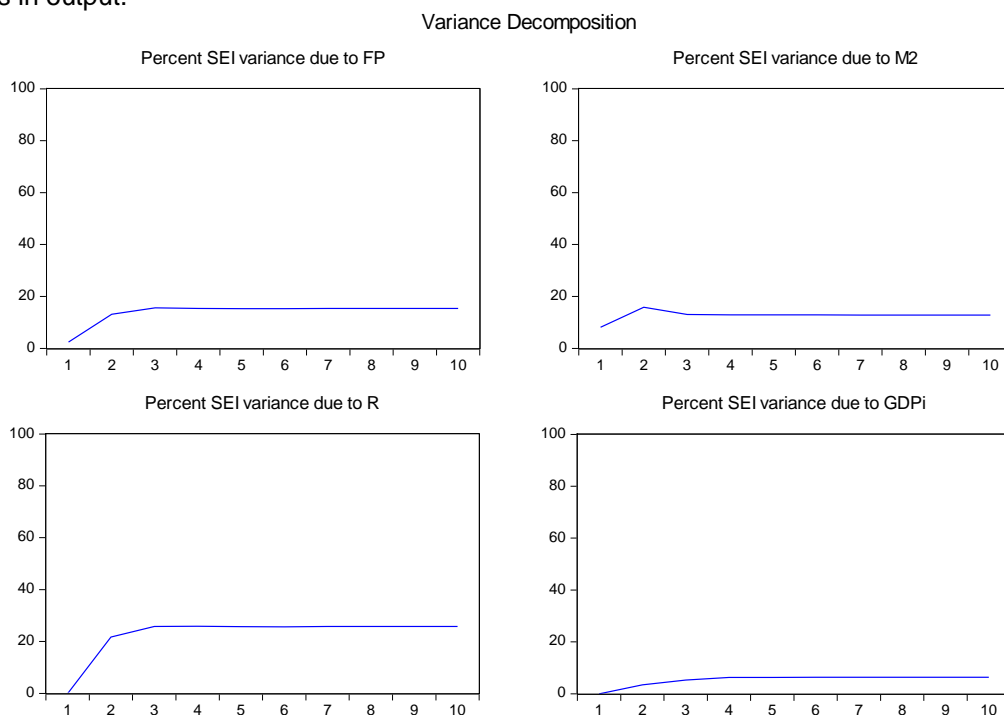 s in output.
Variance Decomposition
Percent SEI variance due to FP
100
80
60
40
20
0
1 2 3 4 5 6 7 8 9 10
Percent SEI variance due to M2
100
80
60
40
20
0
1 2 3 4 5 6 7 8 9 10
Percent SEI variance due to R
100
80
60
40
20
0
1 2 3 4 5 6 7 8 9 10
Percent SEI variance due to GDPi
100
80
60
40
20
0
1 2 3 4 5 6 7 8 9 10